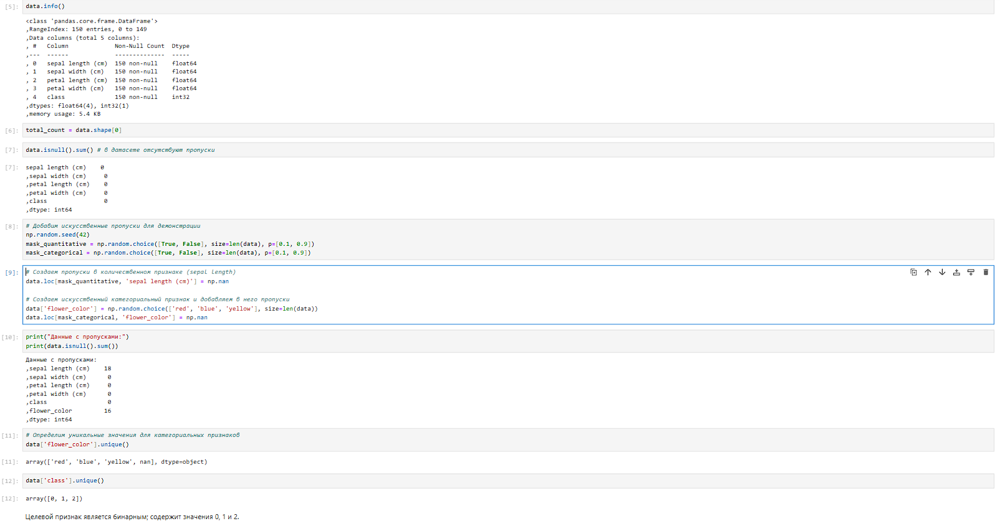 [5]: data.info()
<class 'pandas.core.frame.DataFrame'>
,RangeIndex: 150 entries, 0 to 149
,Data columns (total 5 columns):
, # Column Non-Null Count Dtype
,--- ------ -------------- -----
, 0 sepal length (cm) 150 non-null float64
, 1 sepal width (cm) 150 non-null float64
, 2 petal length (cm) 150 non-null float64
, 3 petal width (cm) 150 non-null float64
, 4 class 150 non-null int32
,dtypes: float64(4), int32(1)
,memory usage: 5.4 KB
[6]: total_count = data.shape[0]
[7]: data.isnull().sum() # в датасете отсутствуют пропуски
[7]: sepal length (cm) 0
,sepal width (cm) 0
,petal length (cm) 0
,petal width (cm) 0
,class 0
,dtype: int64
[8]: # Добавим искусственные пропуски для демонстрации
np.random.seed(42)
mask_quantitative = np.random.choice([True, False], size=len(data), p=[0.1, 0.9])
mask_categorical = np.random.choice([True, False], size=len(data), p=[0.1, 0.9])
[9]: # Создаем пропуски в количественном признаке (sepal length)
data.loc[mask_quantitative, 'sepal length (cm)'] = np.nan
# Создаем искусственный категориальный признак и добавляем в него пропуски
data['flower_color'] = np.random.choice(['red', 'blue', 'yellow'], size=len(data))
data.loc[mask_categorical, 'flower_color'] = np.nan
[10]: print("Данные с пропусками:")
print(data.isnull().sum())
Данные с пропусками:
,sepal length (cm) 18
,sepal width (cm) 0
,petal length (cm) 0
,petal width (cm) 0
,class 0
,flower_color 16
,dtype: int64
[11]: # Определим уникальные значения для категориальных признаков
data['flower_color'].unique()
[11]: array(['red', 'blue', 'yellow', nan], dtype=object)
[12]: data['class'].unique()
[12]: array([0, 1, 2])
Целевой признак является бинарным; содержит значения 0, 1 и 2.